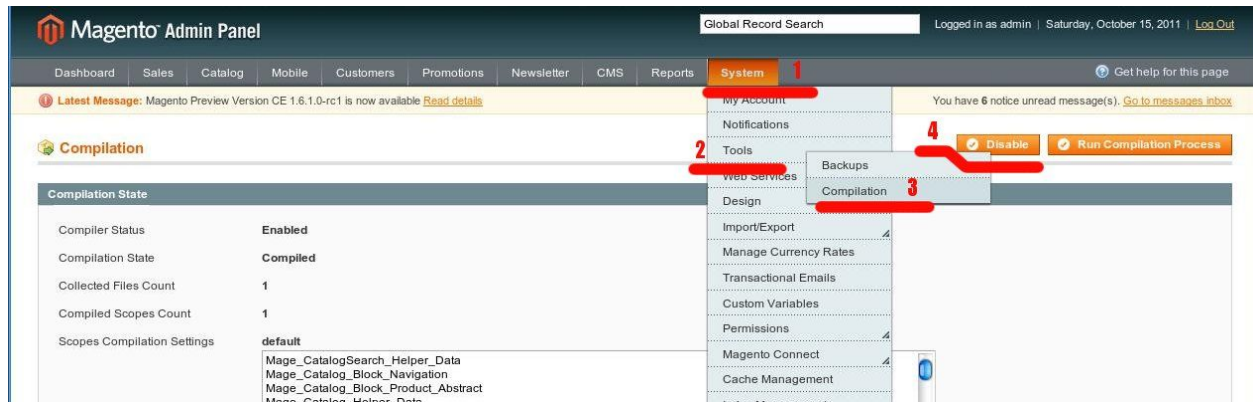 Magento Admin Panel
Global Record Search
Logged in as admin | Saturday, October 15, 2011 | Log Out
Dashboard Sales Catalog Mobile Customers Promotions Newsletter CMS Reports System 1 Get help for this page
Latest Message: Magento Preview Version CE 1.6.1.0-rc1 is now available Read details
You have 6 notice unread message(s). Go to messages inbox
My Account
Notifications
2 Tools
Web Services
Design
Import/Export
Manage Currency Rates
Transactional Emails
Custom Variables
Permissions
Magento Connect
Cache Management
Backups
Compilation 3
4 Disable Run Compilation Process
Compilation
Compilation State
Compiler Status Enabled
Compilation State Compiled
Collected Files Count 1
Compiled Scopes Count 1
Scopes Compilation Settings default
Mage_CatalogSearch_Helper_Data
Mage_Catalog_Block_Navigation
Mage_Catalog_Block_Product_Abstract
Mage_Catalog_Helper_Data